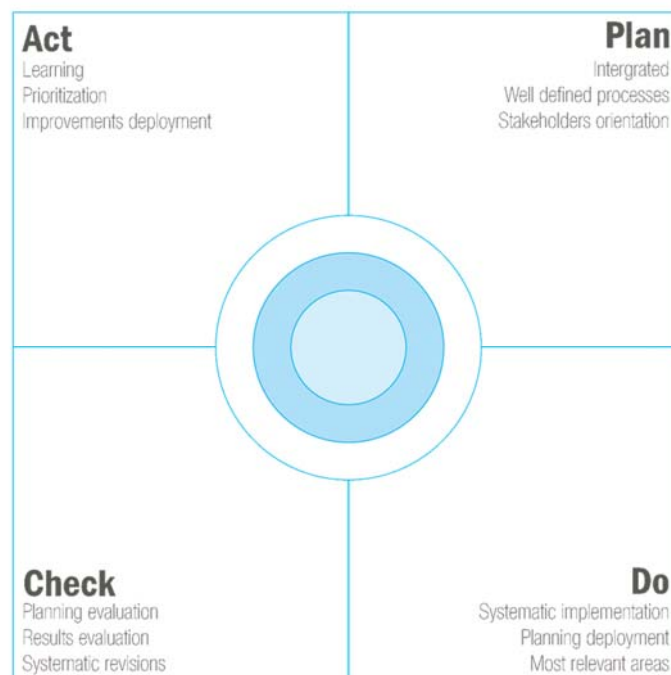 Act
Learning
Prioritization
Improvements deployment
Plan
Intergrated
Well defined processes
Stakeholders orientation
Check
Planning evaluation
Results evaluation
Systematic revisions
Do
Systematic implementation
Planning deployment
Most relevant areas